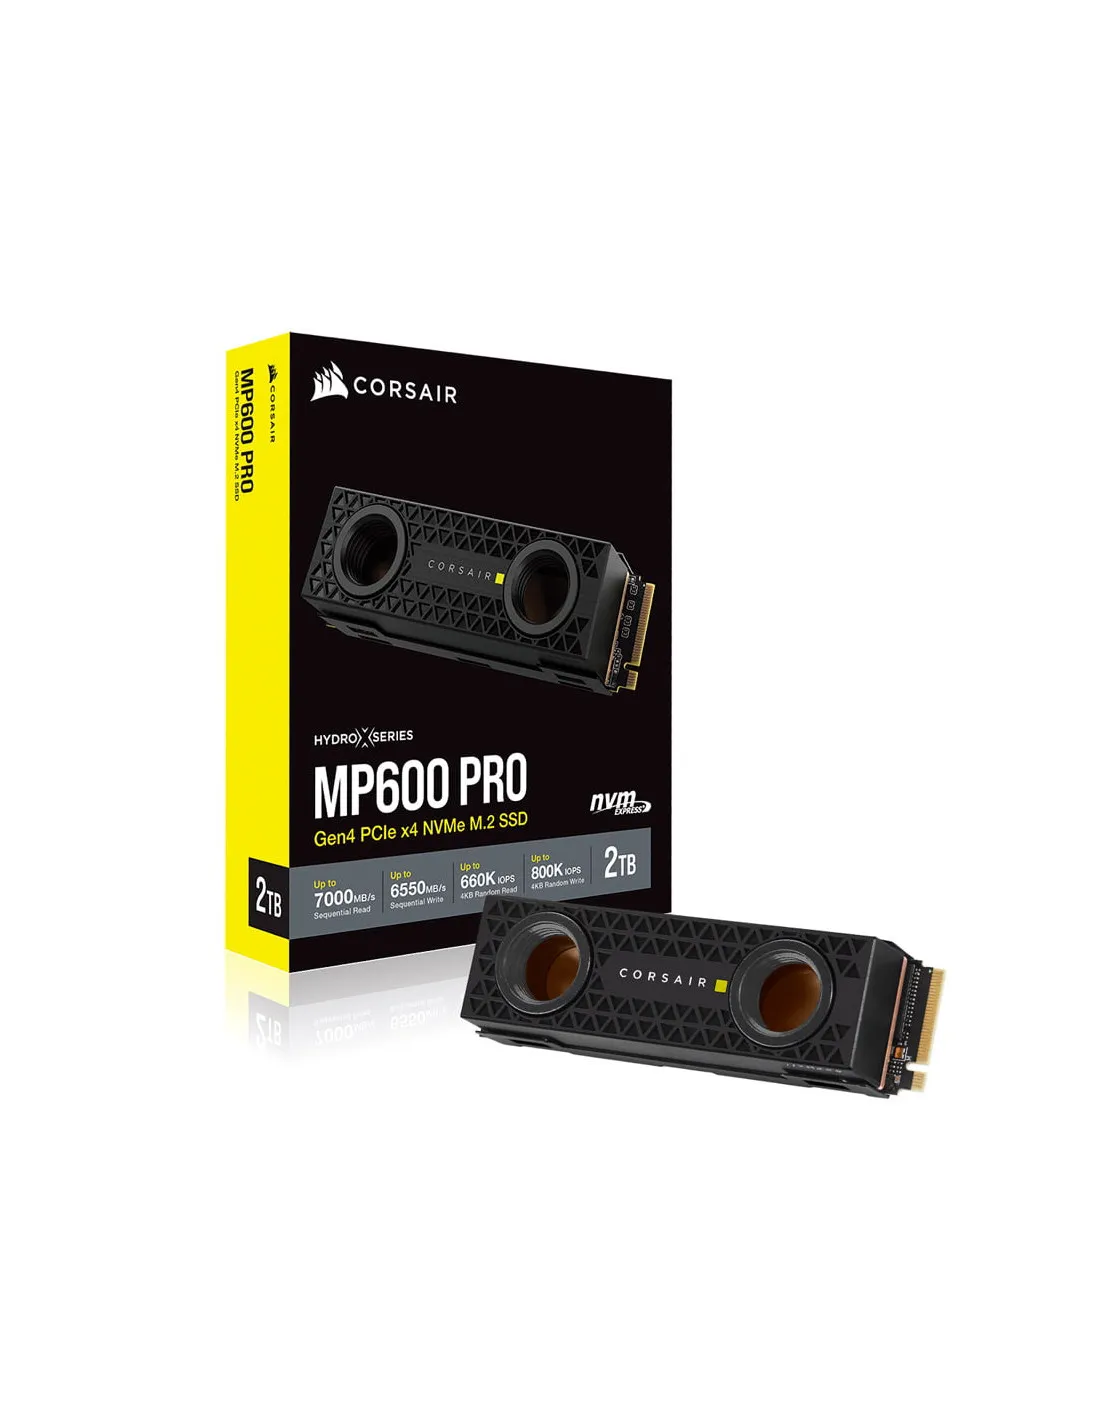 CORSAIR
MP600 PRO
Gen4 PCIe x4 NVMe M.2 SSD
2TB
CORSAIR
CORSAIR
HYDRO X SERIES
MP600 PRO
Gen4 PCIe x4 NVMe M.2 SSD
nvm
EXPRESS
Up to
7000MB/s
Sequential Read
Up to
6550MB/s
Sequential Write
Up to
660K IOPS
4KB Random Read
Up to
800K IOPS
4KB Random Write
2TB
CORSAIR